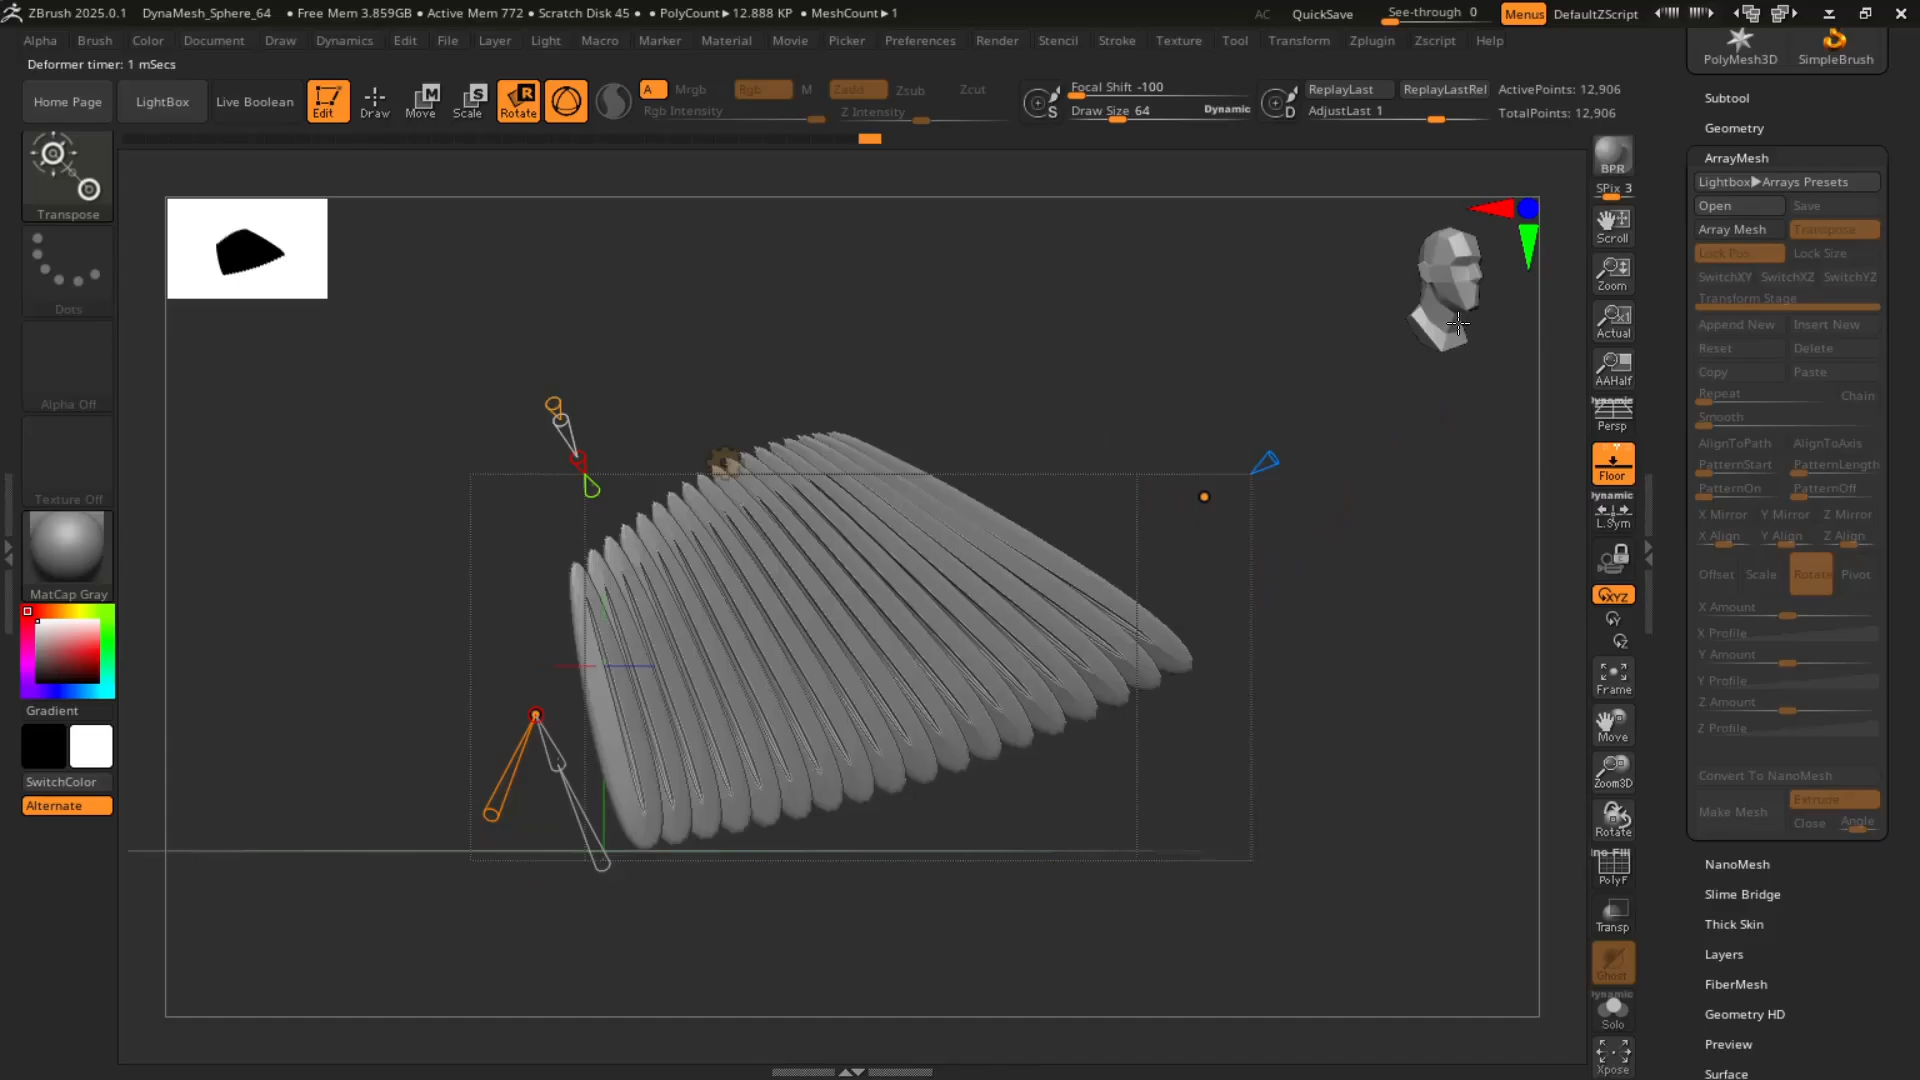 ZBrush 2025.0.1 DynaMesh_Sphere_64 • Free Mem 3.859GB • Active Mem 772 • Scratch Disk 45 • • PolyCount▶12.888 KP • MeshCount▶1 AC QuickSave See-through 0 Menus DefaultZScript
Alpha Brush Color Document Draw Dynamics Edit File Layer Light Macro Marker Material Movie Picker Preferences Render Stencil Stroke Texture Tool Transform Zplugin Zscript Help
PolyMesh3D SimpleBrush
Deformer timer: 1 mSecs
Home Page LightBox Live Boolean Edit Draw Move Scale Rotate
A Mrgb Rgb M Zadd Zsub Zcut
Rgb Intensity Z Intensity
Focal Shift -100
Draw Size 64 Dynamic
ReplayLast ReplayLastRel ActivePoints: 12,906
AdjustLast 1 TotalPoints: 12,906
Transpose
Dots
Alpha Off
Texture Off
MatCap Gray
Gradient
SwitchColor
Alternate
BPR
SPix 3
Scroll
Zoom
Actual
AAHalf
Dynamic
Persp
Floor
Dynamic
L.Sym
XYZ
Frame
Move
Zoom3D
Rotate
PolyF
Transp
Ghost
Dynamic
Solo
Xpose
Subtool
Geometry
ArrayMesh
Lightbox▶Arrays Presets
Open Save
Array Mesh Transpose
Lock Pos Lock Size
SwitchXY SwitchXZ SwitchYZ
Transform Stage
Append New Insert New
Reset Delete
Copy Paste
Repeat Chain
Smooth
AlignToPath AlignToAxis
PatternStart PatternLength
PatternOn PatternOff
X Mirror Y Mirror Z Mirror
X Align Y Align Z Align
Offset Scale Rotate Pivot
X Amount
X Profile
Y Amount
Y Profile
Z Amount
Z Profile
Convert To NanoMesh
Make Mesh Extrude
Close Angle
NanoMesh
Slime Bridge
Thick Skin
Layers
FiberMesh
Geometry HD
Preview
Surface